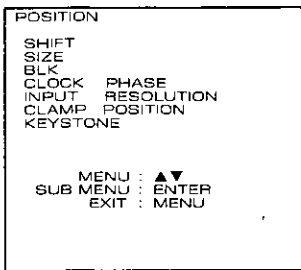 POSITION
SHIFT
SIZE
BLK
CLOCK PHASE
INPUT RESOLUTION
CLAMP POSITION
KEYSTONE
MENU : ▲▼
SUB MENU : ENTER
EXIT : MENU